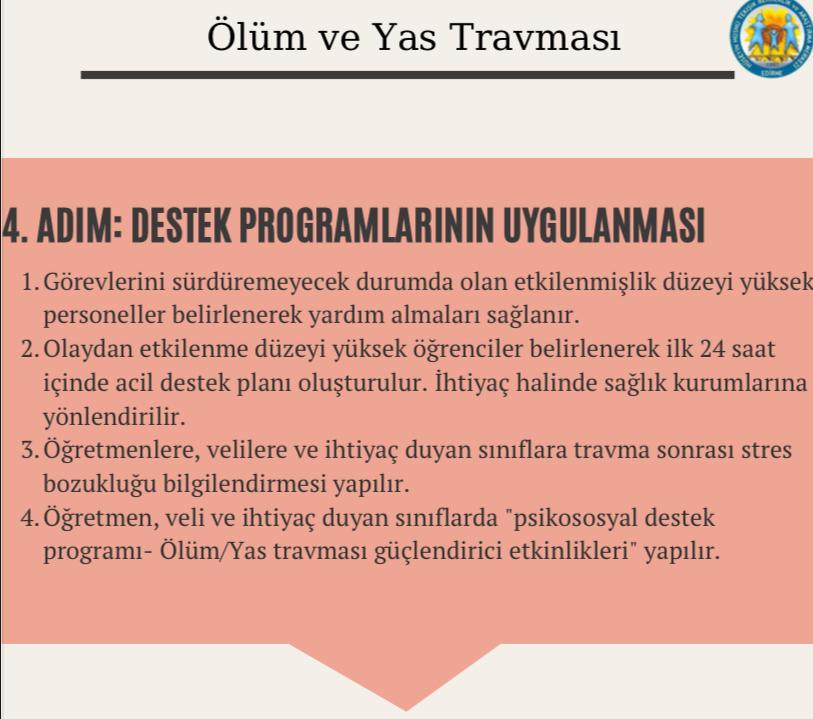 Ölüm ve Yas Travması
EDİRNE
4. ADIM: DESTEK PROGRAMLARININ UYGULANMASI
1. Görevlerini sürdüremeyecek durumda olan etkilenmişlik düzeyi yüksek
personeller belirlenerek yardım almaları sağlanır.
2. Olaydan etkilenme düzeyi yüksek öğrenciler belirlenerek ilk 24 saat
içinde acil destek planı oluşturulur. İhtiyaç halinde sağlık kurumlarına
yönlendirilir.
3. Öğretmenlere, velilere ve ihtiyaç duyan sınıflara travma sonrası stres
bozukluğu bilgilendirmesi yapılır.
4. Öğretmen, veli ve ihtiyaç duyan sınıflarda "psikososyal destek
programı- Ölüm/Yas travması güçlendirici etkinlikleri" yapılır.